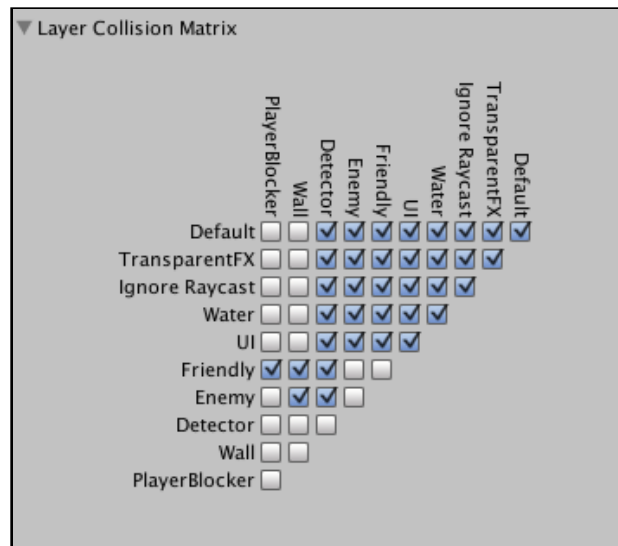 Layer Collision Matrix
PlayerBlocker
Wall
Detector
Enemy
Friendly
UI
Water
Ignore Raycast
TransparentFX
Default
Default
TransparentFX
Ignore Raycast
Water
UI
Friendly
Enemy
Detector
Wall
PlayerBlocker